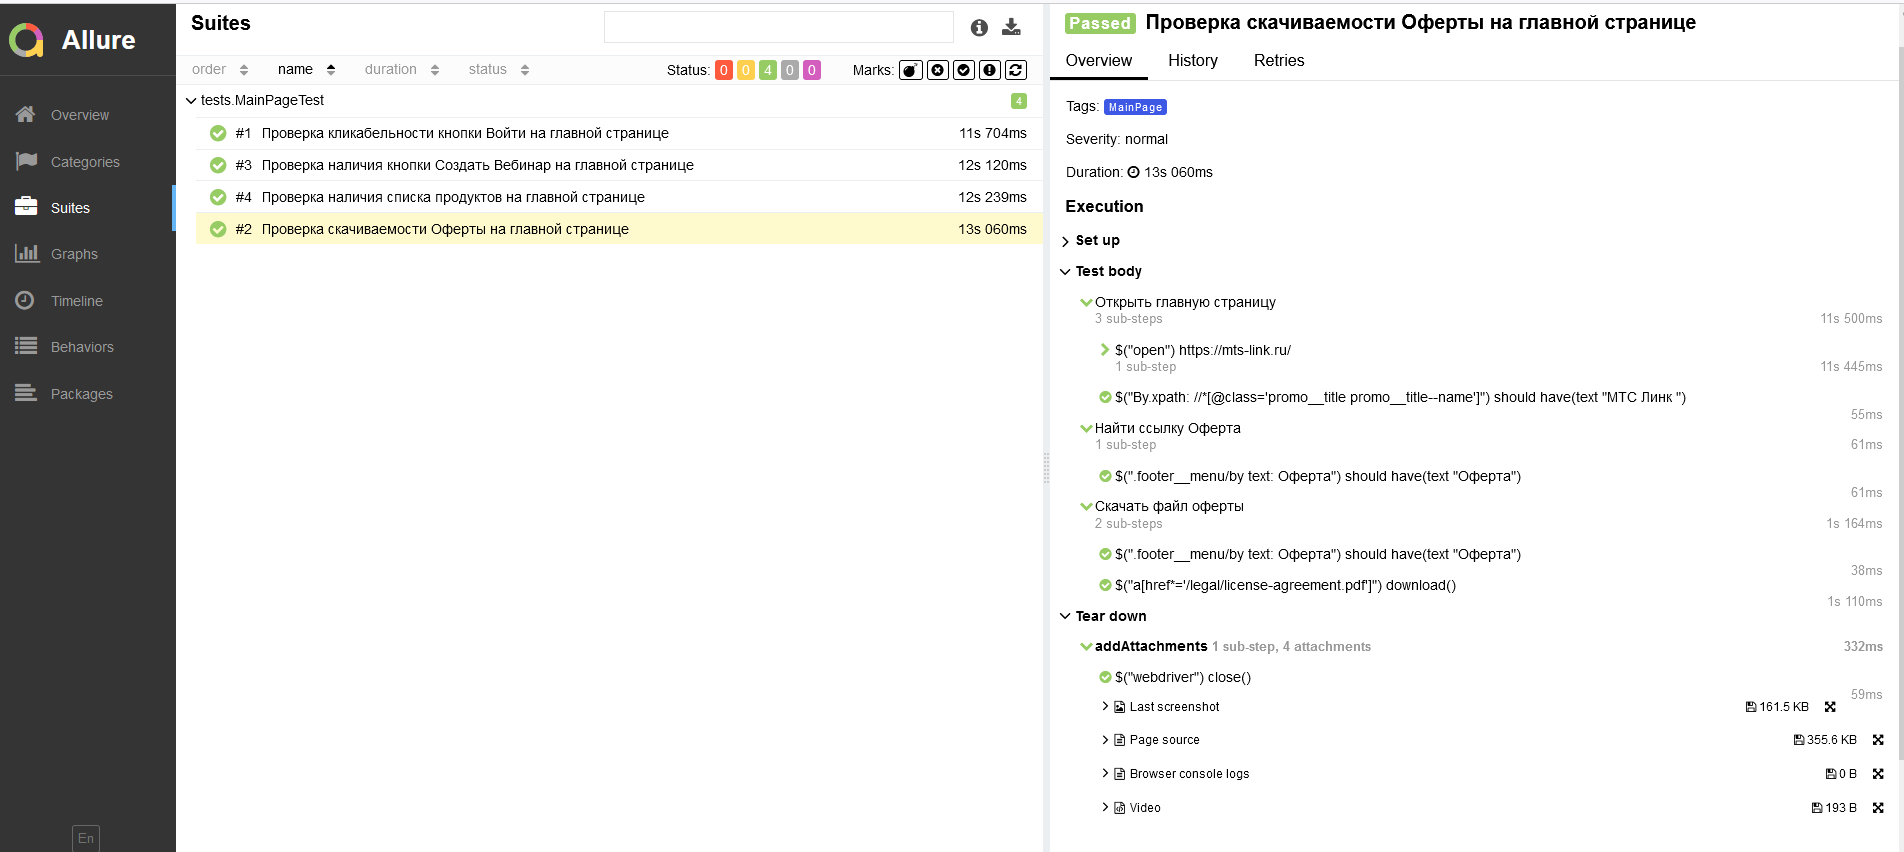 Allure
Overview
Categories
Suites
Graphs
Timeline
Behaviors
Packages
En
Suites
order name duration status Status: 0 0 4 0 0 Marks:
tests.MainPageTest 4
#1 Проверка кликабельности кнопки Войти на главной странице 11s 704ms
#3 Проверка наличия кнопки Создать Вебинар на главной странице 12s 120ms
#4 Проверка наличия списка продуктов на главной странице 12s 239ms
#2 Проверка скачиваемости Оферты на главной странице 13s 060ms
Passed Проверка скачиваемости Оферты на главной странице
Overview History Retries
Tags: MainPage
Severity: normal
Duration: 13s 060ms
Execution
Set up
Test body
Открыть главную страницу
3 sub-steps 11s 500ms
$("open") https://mts-link.ru/
1 sub-step 11s 445ms
$("By.xpath: //*[@class='promo__title promo__title--name']") should have(text "МТС Линк ")
55ms
Найти ссылку Оферта
1 sub-step 61ms
$(".footer__menu/by text: Оферта") should have(text "Оферта")
61ms
Скачать файл оферты
2 sub-steps 1s 164ms
$(".footer__menu/by text: Оферта") should have(text "Оферта")
38ms
$("a[href*='/legal/license-agreement.pdf']") download()
1s 110ms
Tear down
addAttachments 1 sub-step, 4 attachments 332ms
$("webdriver") close()
59ms
Last screenshot 161.5 KB
Page source 355.6 KB
Browser console logs 0 B
Video 193 B